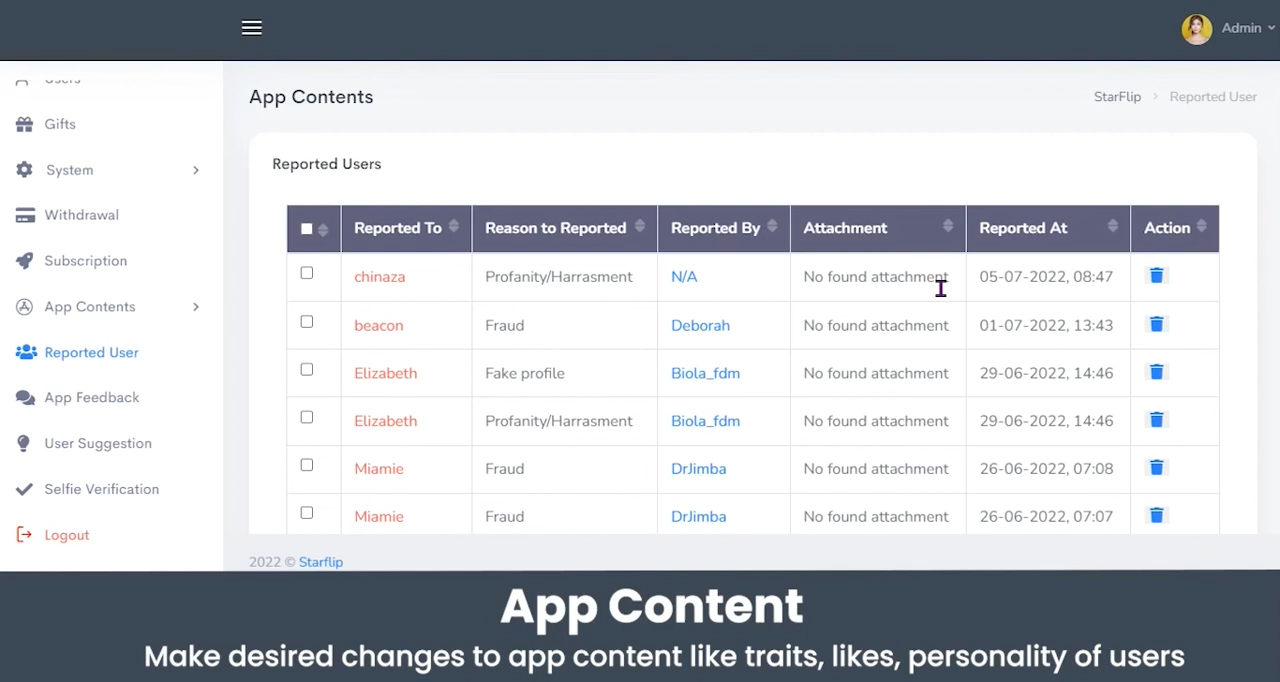 Admin
Users
Gifts
System
Withdrawal
Subscription
App Contents
Reported User
App Feedback
User Suggestion
Selfie Verification
Logout
App Contents
StarFlip > Reported User
Reported Users
Reported To Reason to Reported Reported By Attachment Reported At Action
chinaza Profanity/Harrasment N/A No found attachment 05-07-2022, 08:47
beacon Fraud Deborah No found attachment 01-07-2022, 13:43
Elizabeth Fake profile Biola_fdm No found attachment 29-06-2022, 14:46
Elizabeth Profanity/Harrasment Biola_fdm No found attachment 29-06-2022, 14:46
Miamie Fraud DrJimba No found attachment 26-06-2022, 07:08
Miamie Fraud DrJimba No found attachment 26-06-2022, 07:07
2022 © Starflip
App Content
Make desired changes to app content like traits, likes, personality of users